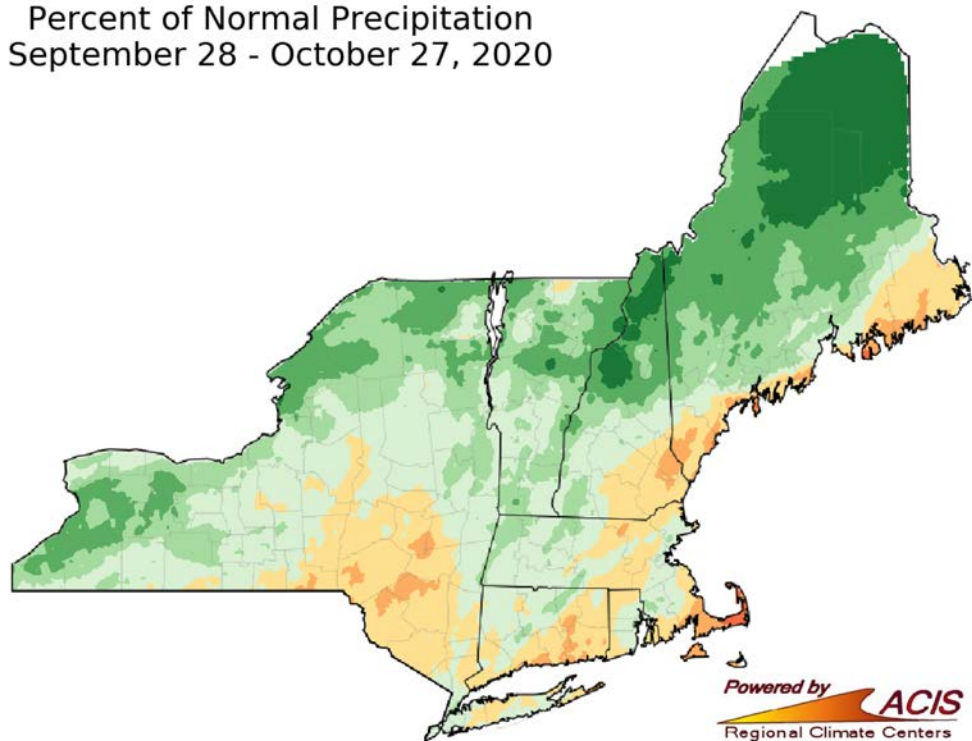 Percent of Normal Precipitation
September 28 - October 27, 2020
Powered by
ACIS
Regional Climate Centers